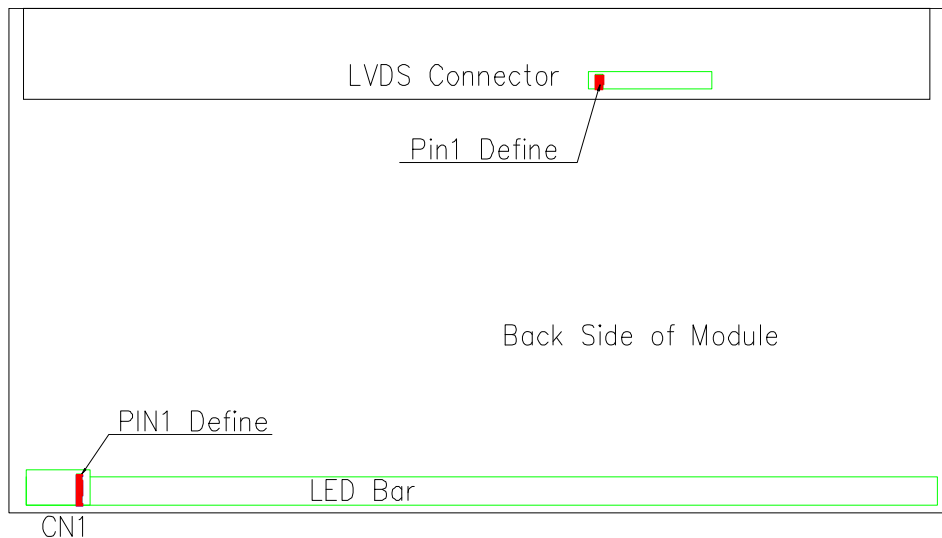 LVDS Connector
Pin1 Define
Back Side of Module
PIN1 Define
LED Bar
CN1